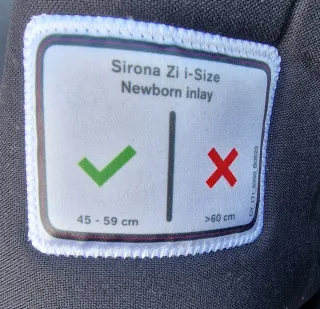 Sirona Zi i-Size
Newborn inlay
45 - 59 cm
>60 cm